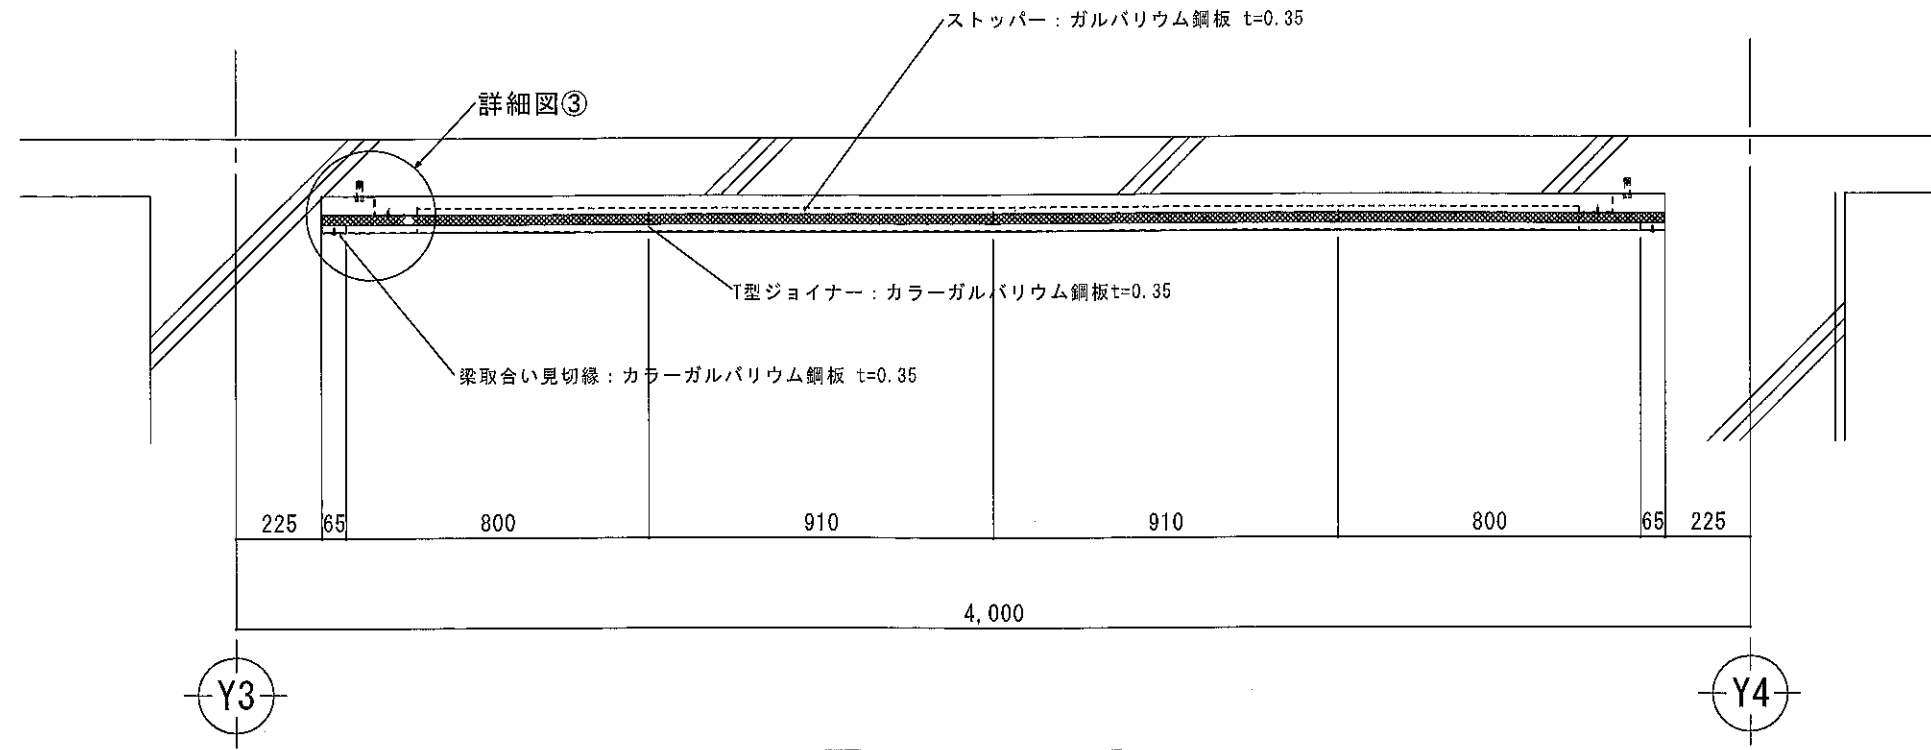 ストッパー：ガルバリウム鋼板 t=0.35
詳細図③
T型ジョイナー：カラーガルバリウム鋼板t=0.35
梁取合い見切縁：カラーガルバリウム鋼板 t=0.35
225 65 800 910 910 800 65 225
4,000
Y3 Y4